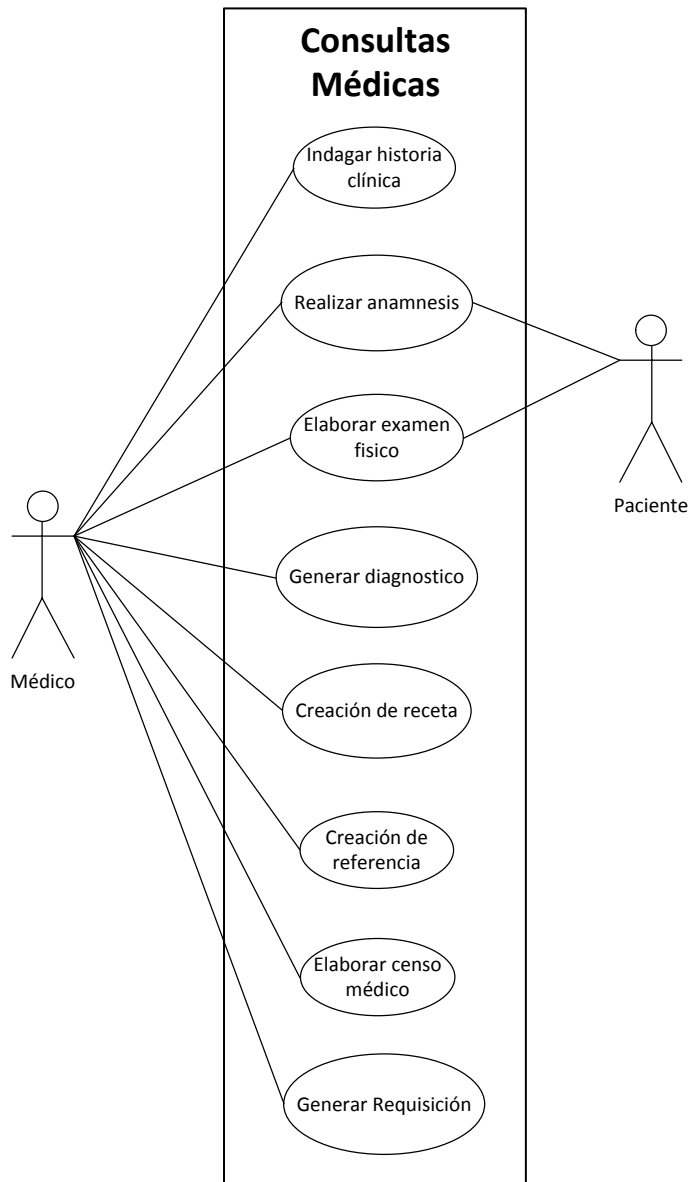 Consultas
Médicas
Indagar historia
clínica
Realizar anamnesis
Elaborar examen
fisico
Paciente
Generar diagnostico
Médico
Creación de receta
Creación de
referencia
Elaborar censo
médico
Generar Requisición